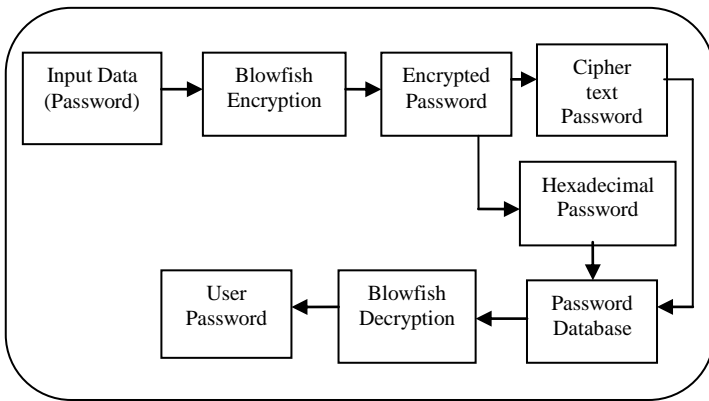 Input Data
(Password)
Blowfish
Encryption
Encrypted
Password
Cipher
text
Password
Hexadecimal
Password
User
Password
Blowfish
Decryption
Password
Database